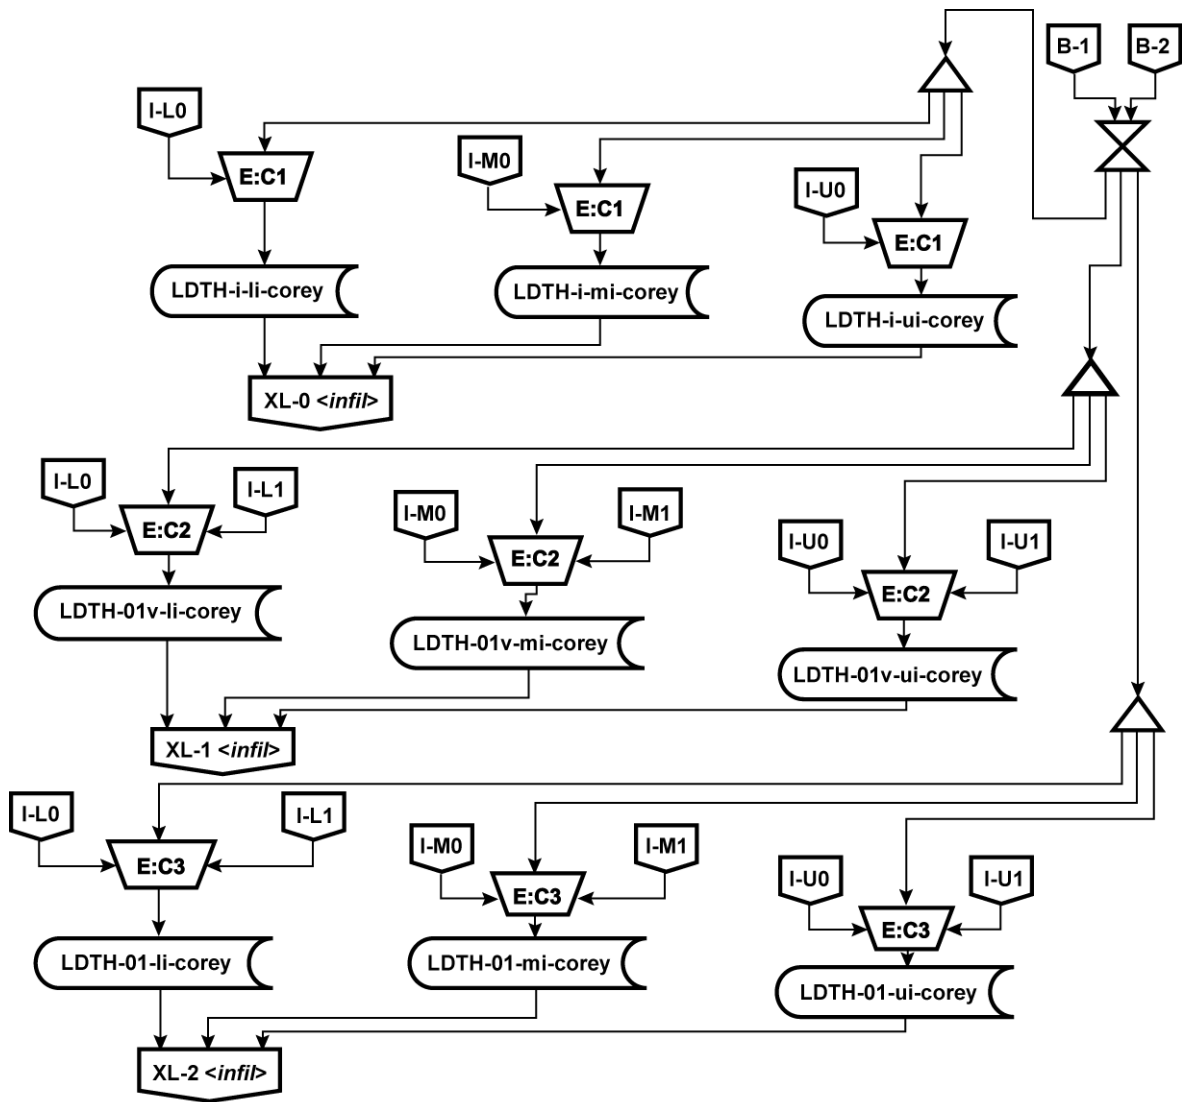 B-1
B-2
I-L0
E:C1
I-M0
E:C1
I-U0
E:C1
LDTH-i-li-corey
LDTH-i-mi-corey
LDTH-i-ui-corey
XL-0 <infil>
I-L0
I-L1
E:C2
I-M0
I-M1
E:C2
I-U0
I-U1
E:C2
LDTH-01v-li-corey
LDTH-01v-mi-corey
LDTH-01v-ui-corey
XL-1 <infil>
I-L0
I-L1
E:C3
I-M0
I-M1
E:C3
I-U0
I-U1
E:C3
LDTH-01-li-corey
LDTH-01-mi-corey
LDTH-01-ui-corey
XL-2 <infil>